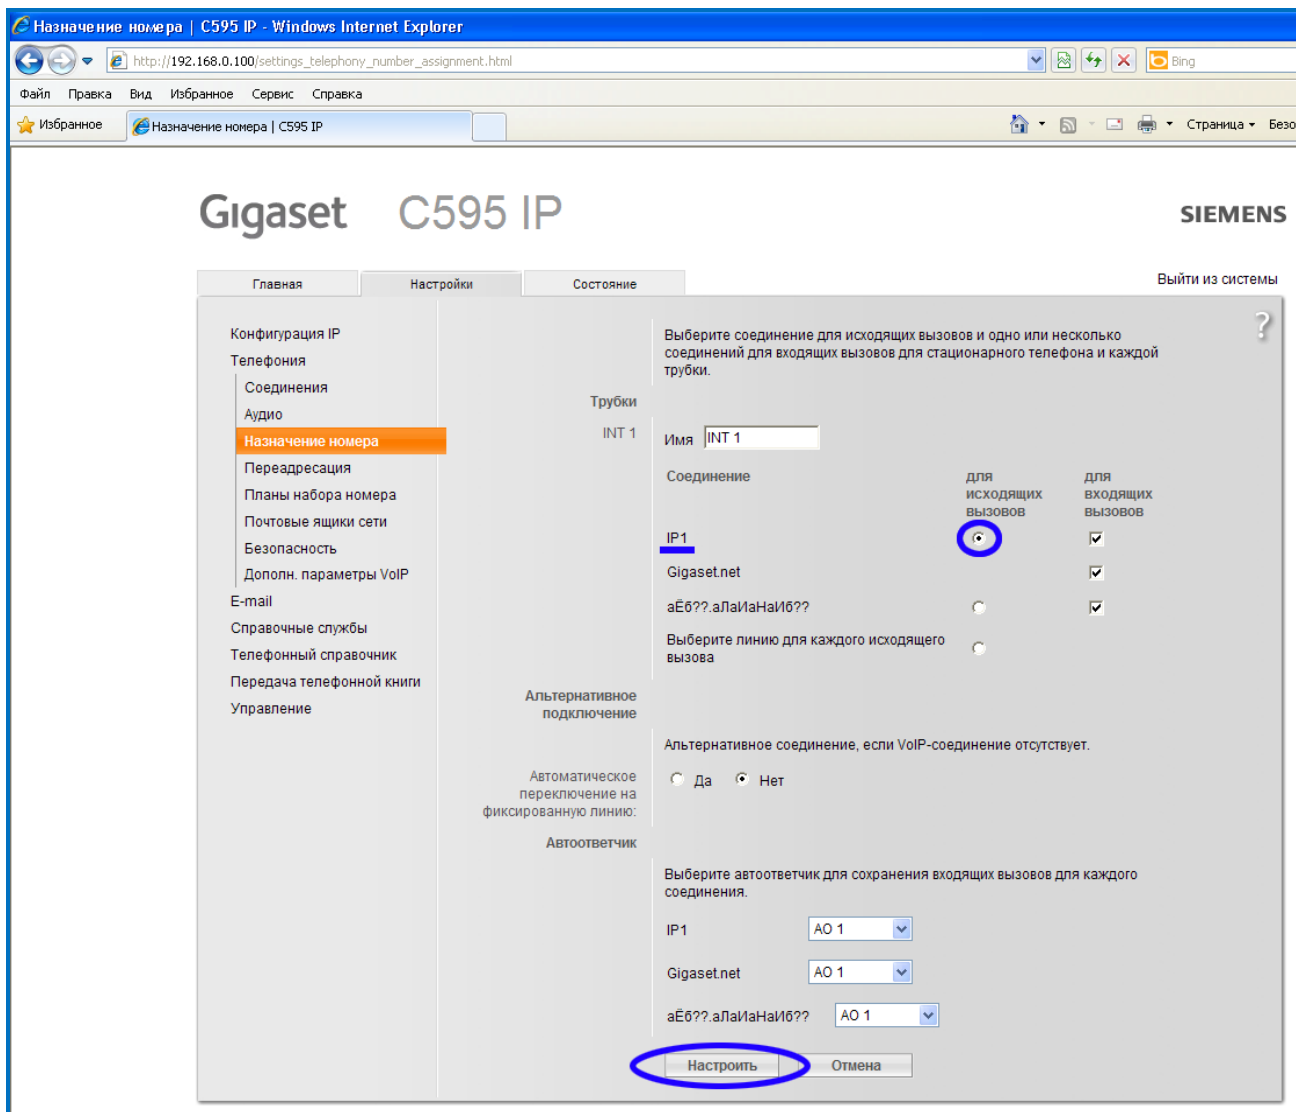 Назначение номера | C595 IP - Windows Internet Explorer
http://192.168.0.100/settings_telephony_number_assignment.html
Bing
Файл Правка Вид Избранное Сервис Справка
Избранное
Назначение номера | C595 IP
Страница
Безо
Gigaset C595 IP
SIEMENS
Главная
Настройки
Состояние
Выйти из системы
Конфигурация IP
Телефония
Соединения
Аудио
Назначение номера
Переадресация
Планы набора номера
Почтовые ящики сети
Безопасность
Дополн. параметры VoIP
E-mail
Справочные службы
Телефонный справочник
Передача телефонной книги
Управление
?
Выберите соединение для исходящих вызовов и одно или несколько
соединений для входящих вызовов для стационарного телефона и каждой
трубки.
Трубки
INT 1
Имя INT 1
Соединение
для
исходящих
вызовов
для
входящих
вызовов
IP1
Gigaset.net
аЁб??.аЛаИаНаИб??
Выберите линию для каждого исходящего
вызова
Альтернативное
подключение
Альтернативное соединение, если VoIP-соединение отсутствует.
Автоматическое
переключение на
фиксированную линию:
Да Нет
Автоответчик
Выберите автоответчик для сохранения входящих вызовов для каждого
соединения.
IP1 АО 1
Gigaset.net АО 1
аЁб??.аЛаИаНаИб?? АО 1
Настроить
Отмена